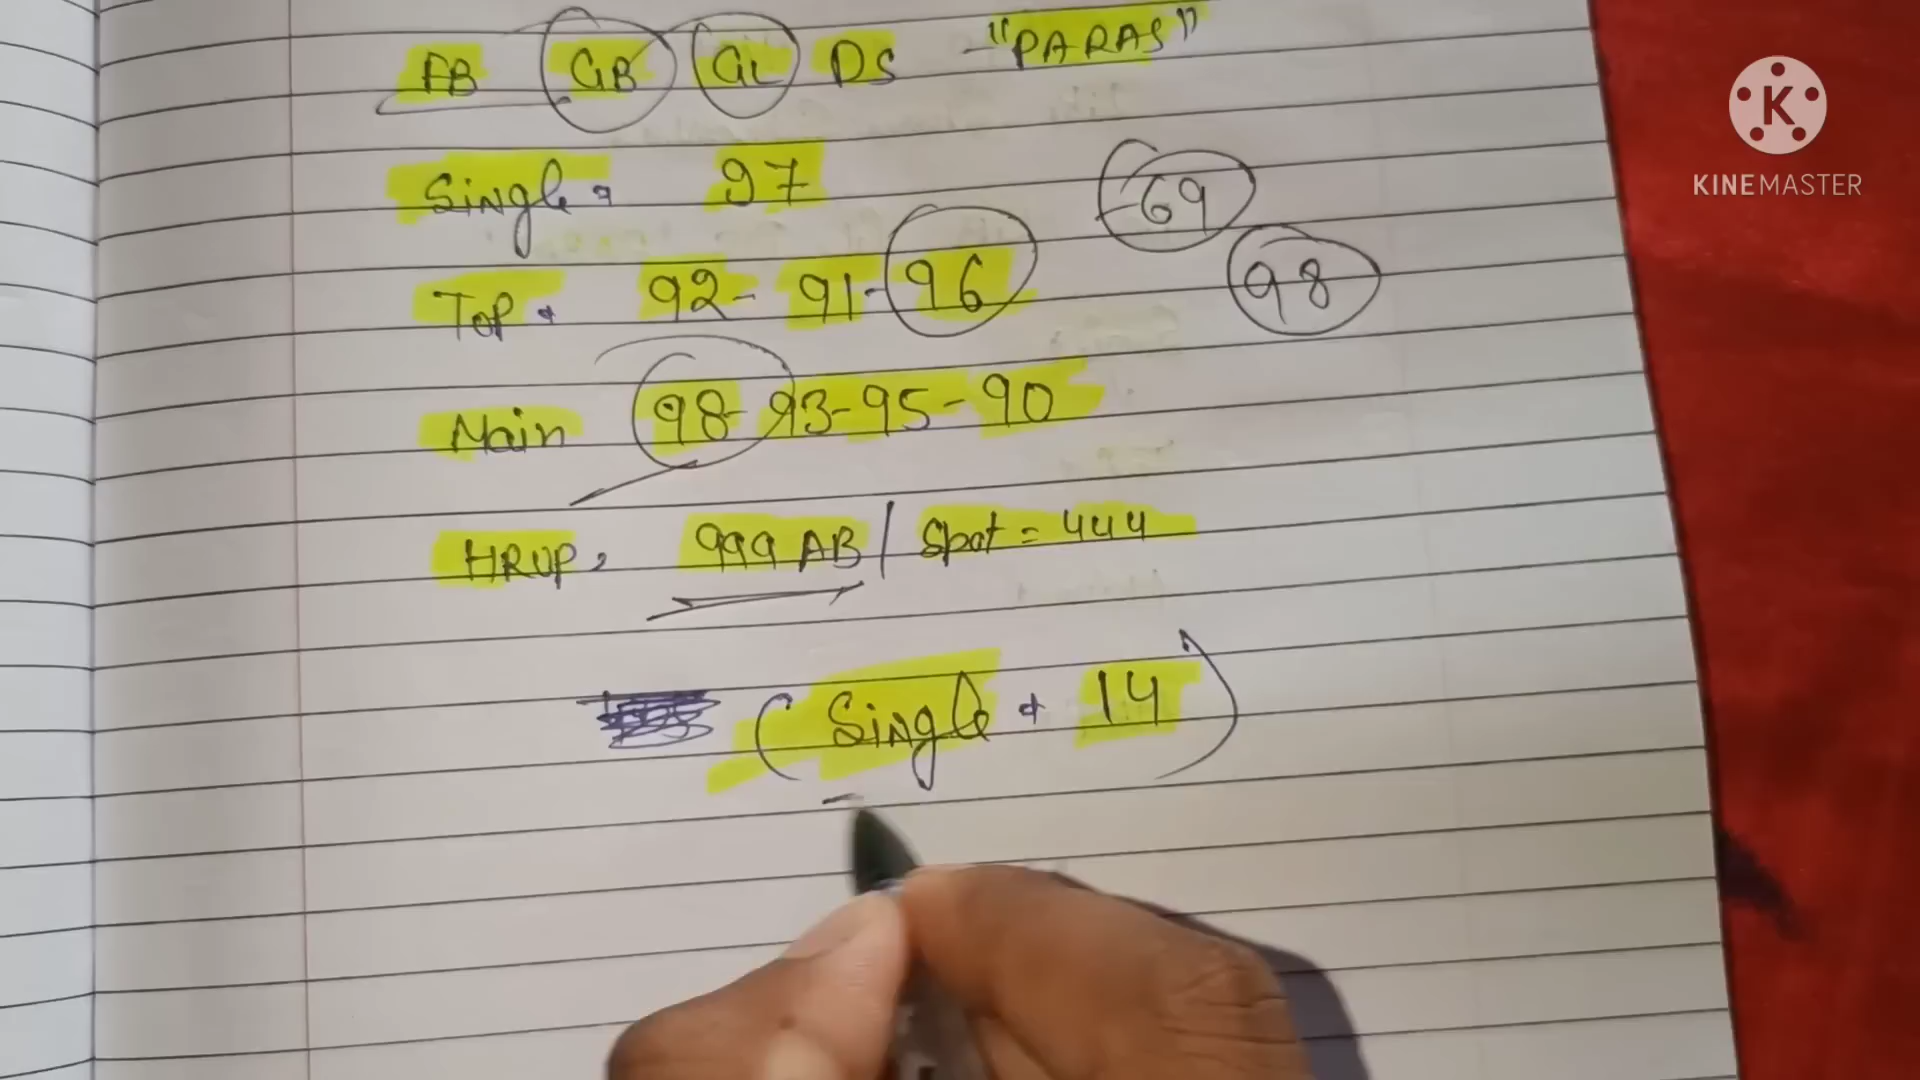 FB GB GL DS - "PARAS"
Single = 97
69
Top = 92 - 91 - 96
98
Main 98 - 93 - 95 - 90
HRUP = 999 AB / Spat = 444
(Single = 14)
KINEMASTER